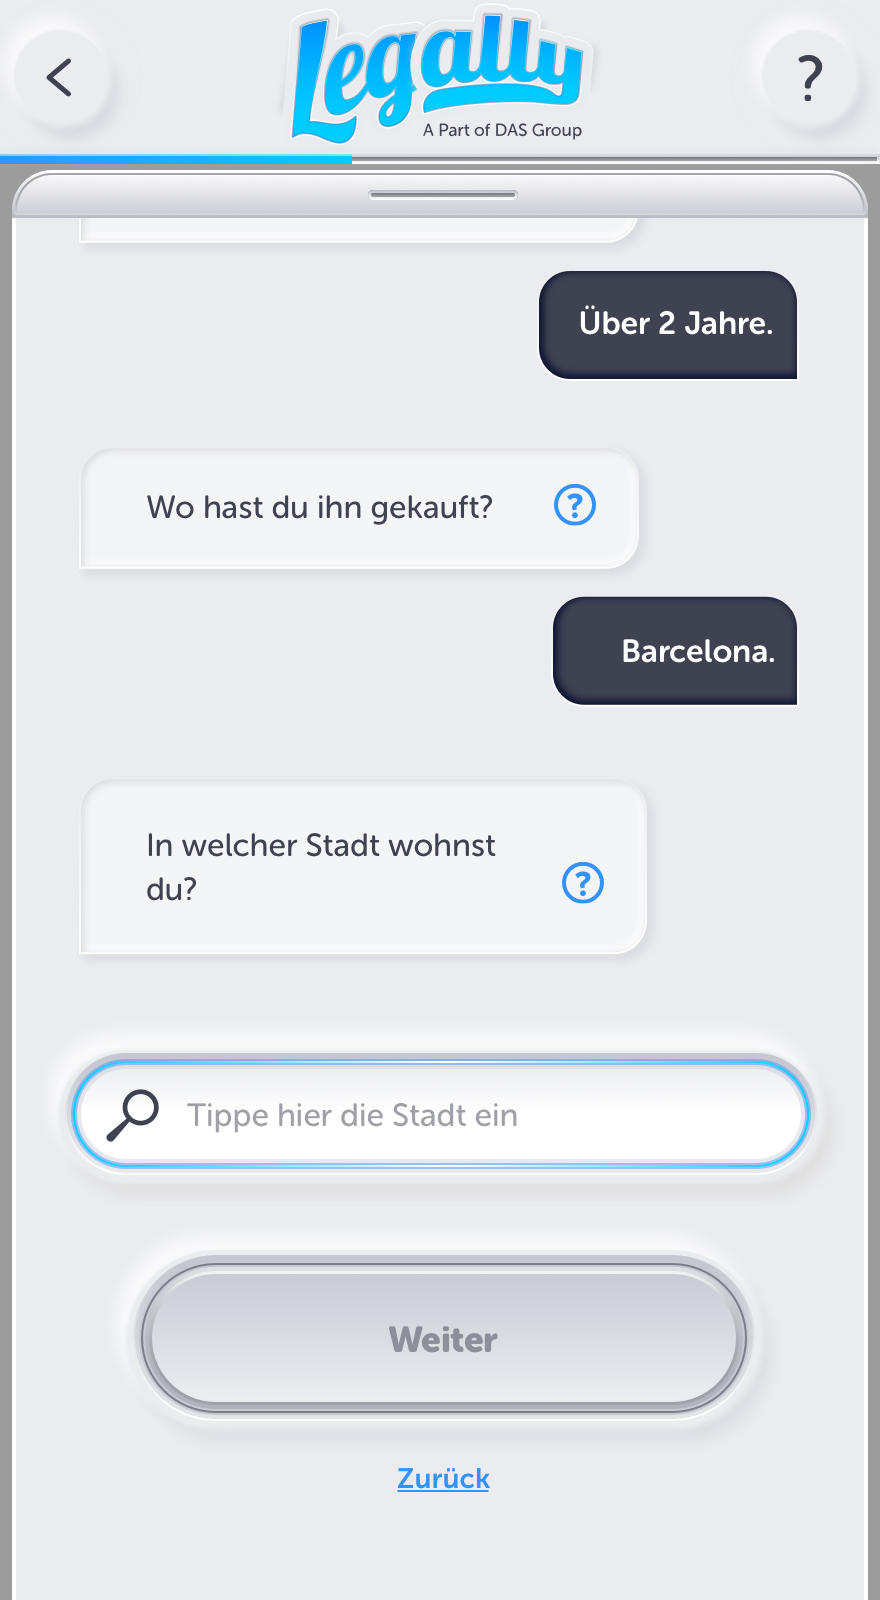 Legally
A Part of DAS Group
?
Über 2 Jahre.
Wo hast du ihn gekauft?
?
Barcelona.
In welcher Stadt wohnst
du?
?
Tippe hier die Stadt ein
Weiter
Zurück